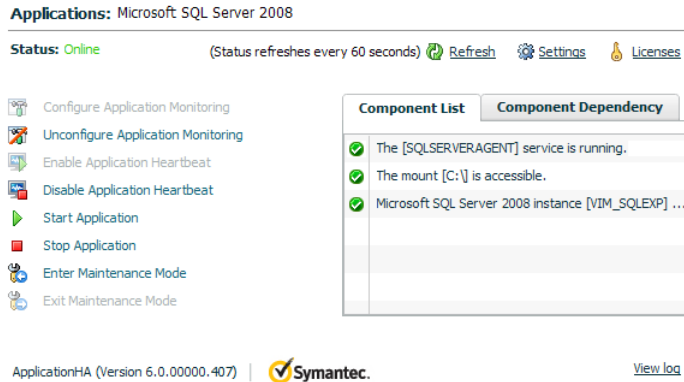 Applications: Microsoft SQL Server 2008
Status: Online (Status refreshes every 60 seconds) Refresh Settings Licenses
Configure Application Monitoring
Unconfigure Application Monitoring
Enable Application Heartbeat
Disable Application Heartbeat
Start Application
Stop Application
Enter Maintenance Mode
Exit Maintenance Mode
Component List Component Dependency
The [SQLSERVERAGENT] service is running.
The mount [C:\] is accessible.
Microsoft SQL Server 2008 instance [VIM_SQLEXP] ...
ApplicationHA (Version 6.0.00000.407) Symantec. View log